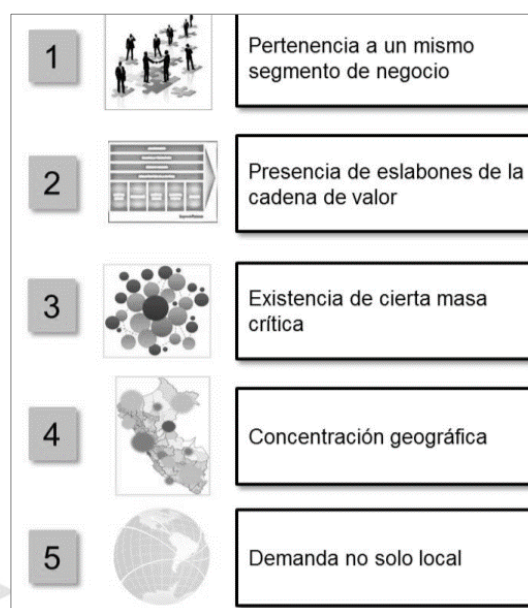 1
Pertenencia a un mismo
segmento de negocio
2
Presencia de eslabones de la
cadena de valor
3
Existencia de cierta masa
crítica
4
Concentración geográfica
5
Demanda no solo local